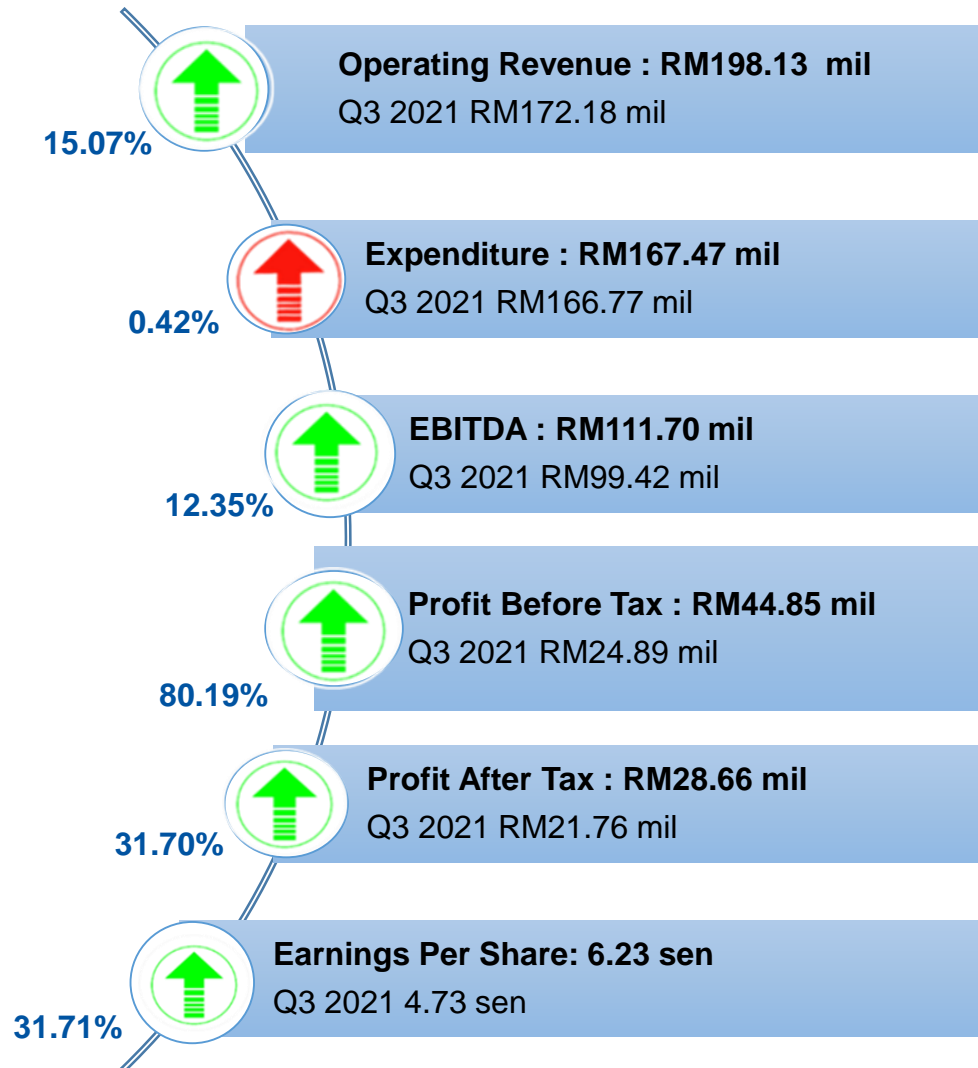 Operating Revenue : RM198.13 mil
Q3 2021 RM172.18 mil
15.07%
Expenditure : RM167.47 mil
Q3 2021 RM166.77 mil
0.42%
EBITDA : RM111.70 mil
Q3 2021 RM99.42 mil
12.35%
Profit Before Tax : RM44.85 mil
Q3 2021 RM24.89 mil
80.19%
Profit After Tax : RM28.66 mil
Q3 2021 RM21.76 mil
31.70%
Earnings Per Share: 6.23 sen
Q3 2021 4.73 sen
31.71%